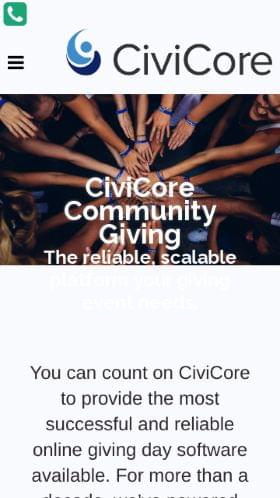 CiviCore
CiviCore
Community
Giving
The reliable, scalable
platform your giving
event needs.
You can count on CiviCore
to provide the most
successful and reliable
online giving day software
available. For more than a
decade, we've powered